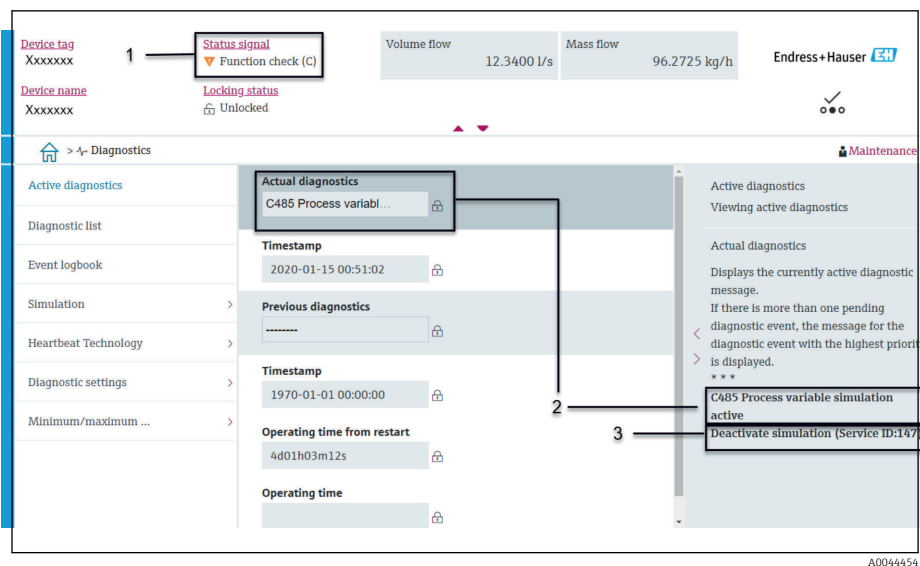 Device tag
Xxxxxxx
1
Status signal
Function check (C)
Volume flow
12.3400 l/s
Mass flow
96.2725 kg/h
Endress+Hauser EH
Device name
Xxxxxxx
Locking status
Unlocked
> Diagnostics
Maintenance
Active diagnostics
Diagnostic list
Event logbook
Simulation >
Heartbeat Technology >
Diagnostic settings >
Minimum/maximum ... >
Actual diagnostics
C485 Process variabl...
Timestamp
2020-01-15 00:51:02
Previous diagnostics
--------
Timestamp
1970-01-01 00:00:00
Operating time from restart
4d01h03m12s
Operating time
2
3
Active diagnostics
Viewing active diagnostics
Actual diagnostics
Displays the currently active diagnostic
message.
If there is more than one pending
diagnostic event, the message for the
diagnostic event with the highest priorit
is displayed.
* * *
C485 Process variable simulation
active
Deactivate simulation (Service ID:147
A0044454